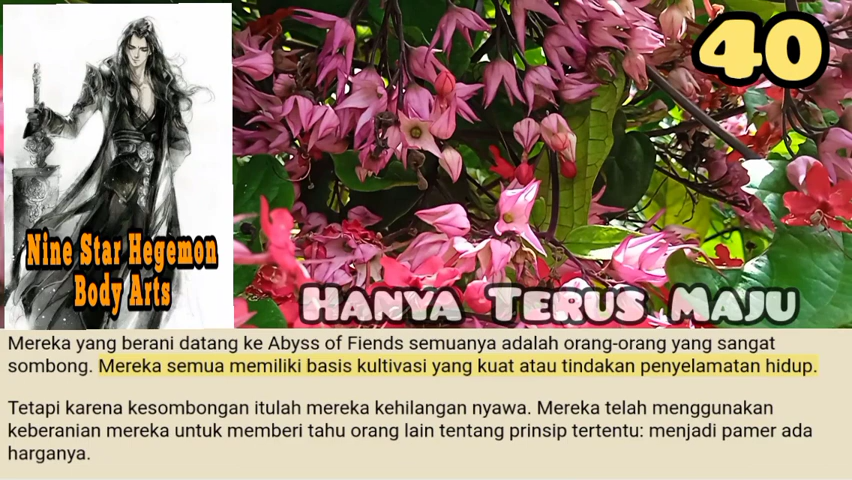 40
Nine Star Hegemon
Body Arts
Hanya Terus Maju
Mereka yang berani datang ke Abyss of Fiends semuanya adalah orang-orang yang sangat
sombong. Mereka semua memiliki basis kultivasi yang kuat atau tindakan penyelamatan hidup.
Tetapi karena kesombongan itulah mereka kehilangan nyawa. Mereka telah menggunakan
keberanian mereka untuk memberi tahu orang lain tentang prinsip tertentu: menjadi pamer ada
harganya.